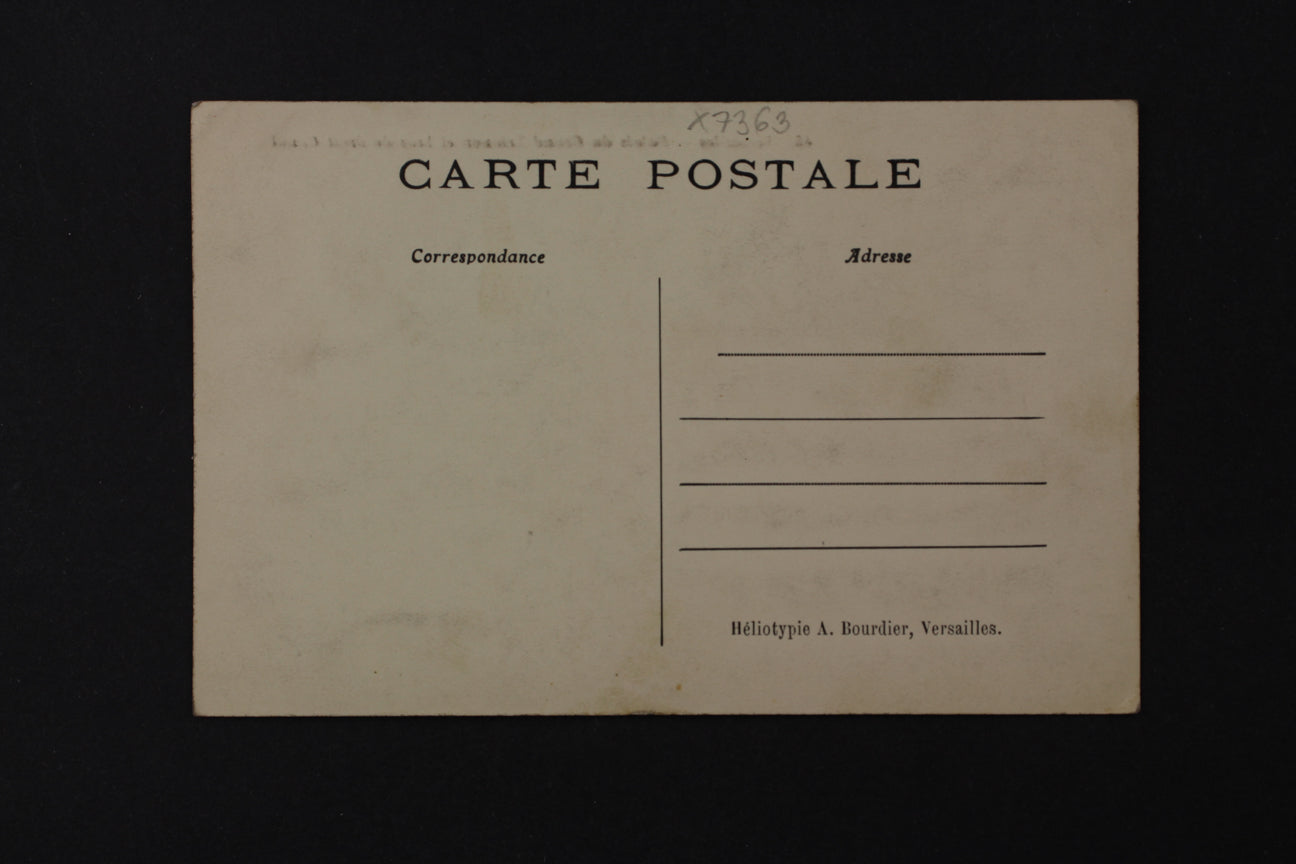 X7363
CARTE POSTALE
Correspondance
Adresse
Héliotypie A. Bourdier, Versailles.